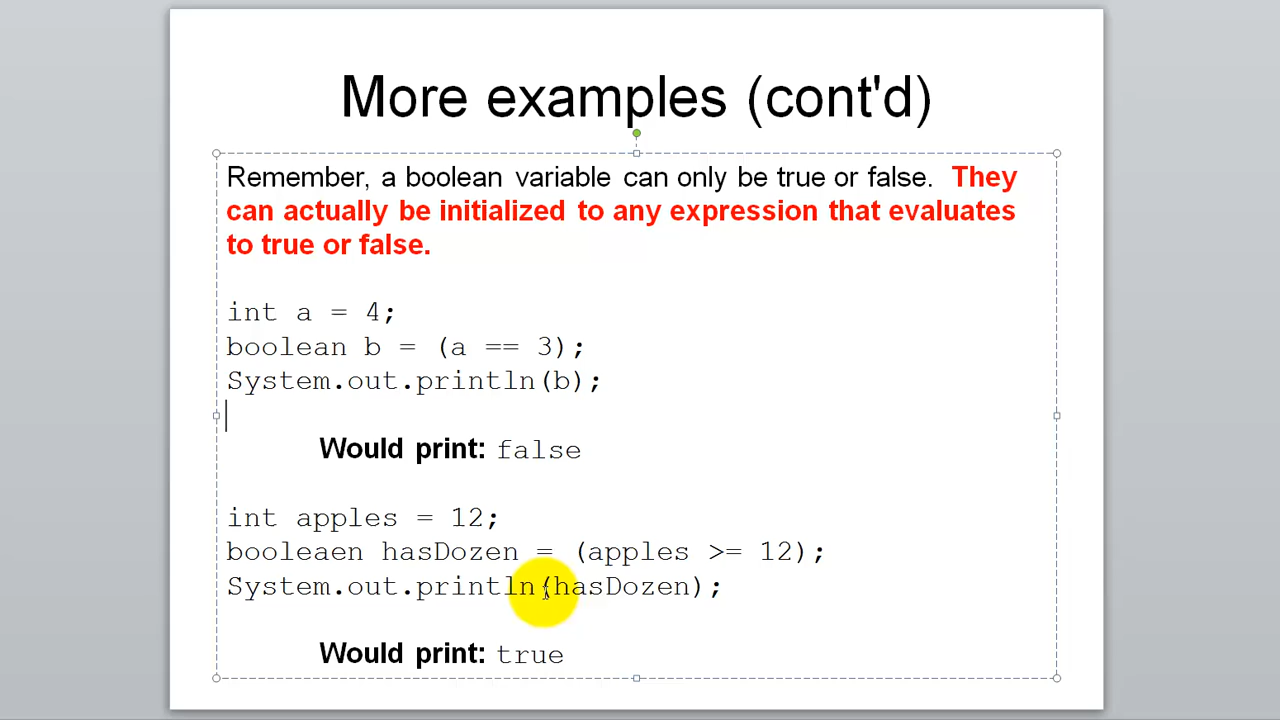 More examples (cont'd)
Remember, a boolean variable can only be true or false. They
can actually be initialized to any expression that evaluates
to true or false.
int a = 4;
boolean b = (a == 3);
System.out.println(b);
Would print: false
int apples = 12;
booleaen hasDozen = (apples >= 12);
System.out.println(hasDozen);
Would print: true